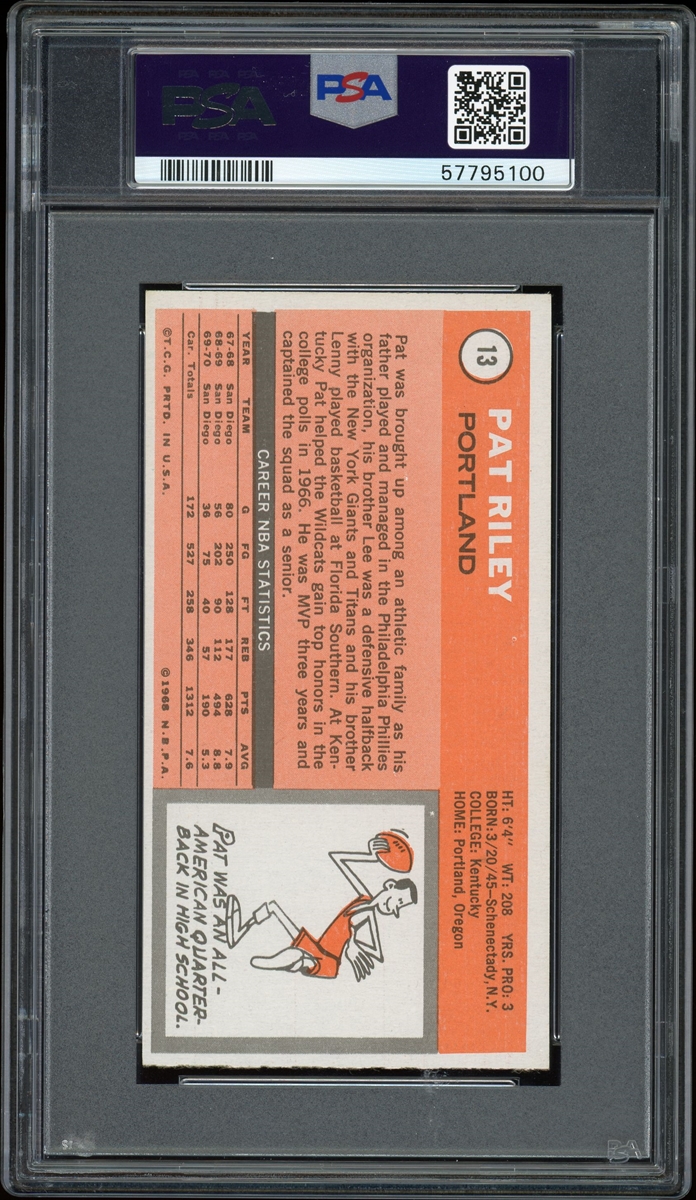 PSA
PSA
57795100
13
PAT RILEY
PORTLAND
HT: 6'4" WT: 208 YRS. PRO: 3
BORN: 3/20/45—Schenectady, N.Y.
COLLEGE: Kentucky
HOME: Portland, Oregon
Pat was brought up among an athletic family as his
father played and managed in the Philadelphia Phillies
organization, his brother Lee was a defensive halfback
with the New York Giants and Titans and his brother
Lenny played basketball at Florida Southern. At Ken-
tucky Pat helped the Wildcats gain top honors in the
college polls in 1966. He was MVP three years and
captained the squad as a senior.
CAREER NBA STATISTICS
YEAR TEAM G FG FT REB PTS AVG
67-68 San Diego 80 250 128 177 628 7.9
68-69 San Diego 56 202 90 112 494 8.8
69-70 San Diego 36 75 40 57 190 5.3
Car. Totals 172 527 258 346 1312 7.6
©T.C.G. PRTD. IN U.S.A. ©1968 N.B.P.A.
PAT WAS AN ALL-
AMERICAN QUARTER-
BACK IN HIGH SCHOOL.
PSA